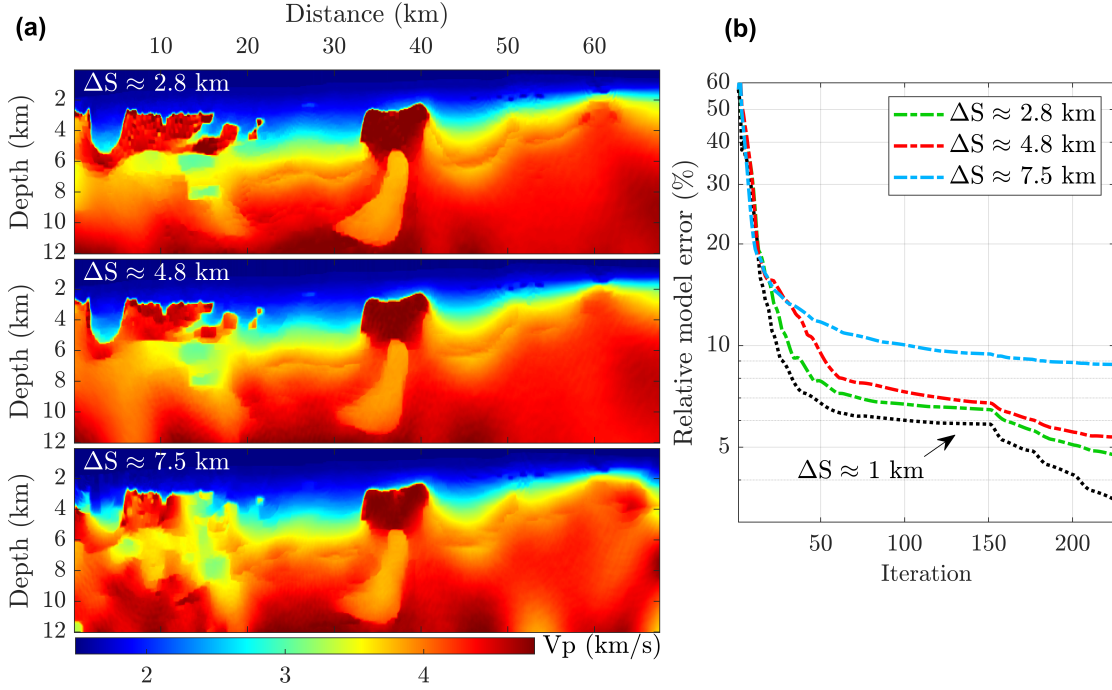 (a)
Distance (km)
10 20 30 40 50 60
ΔS ≈ 2.8 km
Depth (km)
2
4
6
8
10
12
ΔS ≈ 4.8 km
Depth (km)
2
4
6
8
10
12
ΔS ≈ 7.5 km
Depth (km)
2
4
6
8
10
12
Vp (km/s)
2 3 4
(b)
Relative model error (%)
60
50
40
30
20
10
5
ΔS ≈ 2.8 km
ΔS ≈ 4.8 km
ΔS ≈ 7.5 km
ΔS ≈ 1 km
50 100 150 200
Iteration